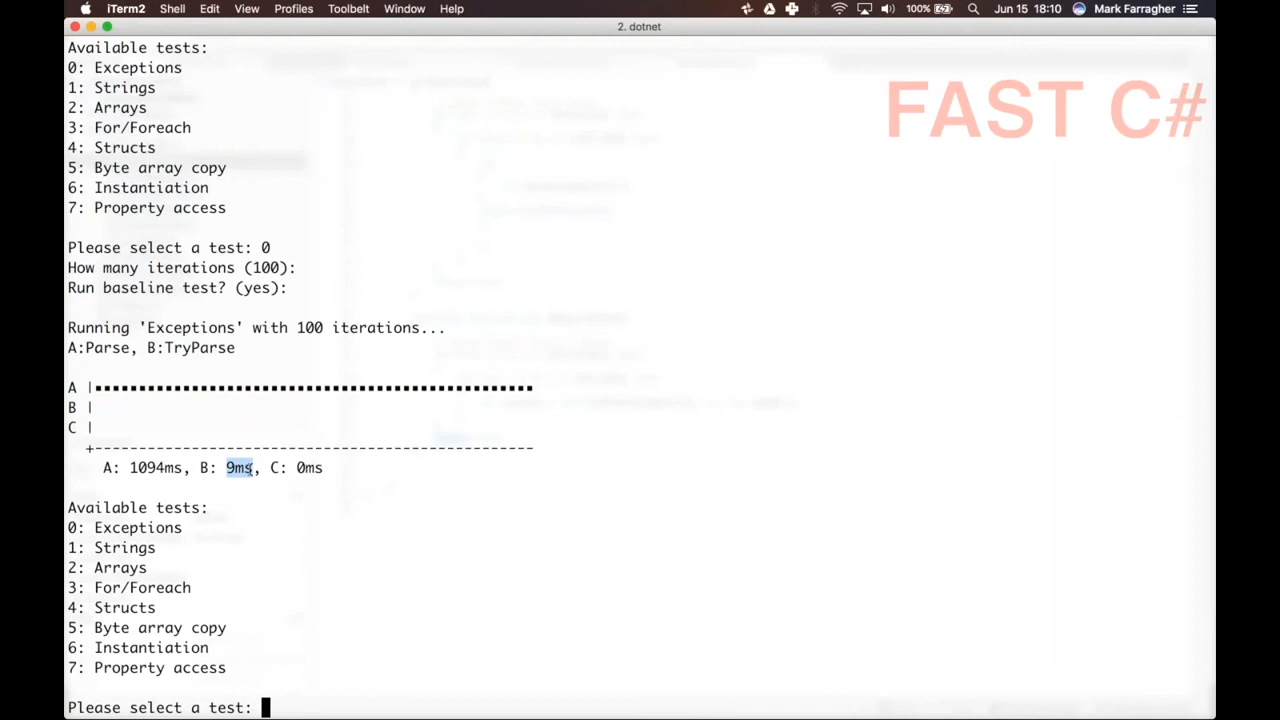 iTerm2 Shell Edit View Profiles Toolbelt Window Help 100% Jun 15 18:10 Mark Farragher
2. dotnet
FAST C#
Available tests:
0: Exceptions
1: Strings
2: Arrays
3: For/Foreach
4: Structs
5: Byte array copy
6: Instantiation
7: Property access
Please select a test: 0
How many iterations (100):
Run baseline test? (yes):
Running 'Exceptions' with 100 iterations...
A:Parse, B:TryParse
A |▪▪▪▪▪▪▪▪▪▪▪▪▪▪▪▪▪▪▪▪▪▪▪▪▪▪▪▪▪▪▪▪▪▪▪▪▪▪▪▪▪▪▪▪▪▪▪▪▪▪
B |
C |
+--------------------------------------------------
A: 1094ms, B: 9ms, C: 0ms
Available tests:
0: Exceptions
1: Strings
2: Arrays
3: For/Foreach
4: Structs
5: Byte array copy
6: Instantiation
7: Property access
Please select a test: